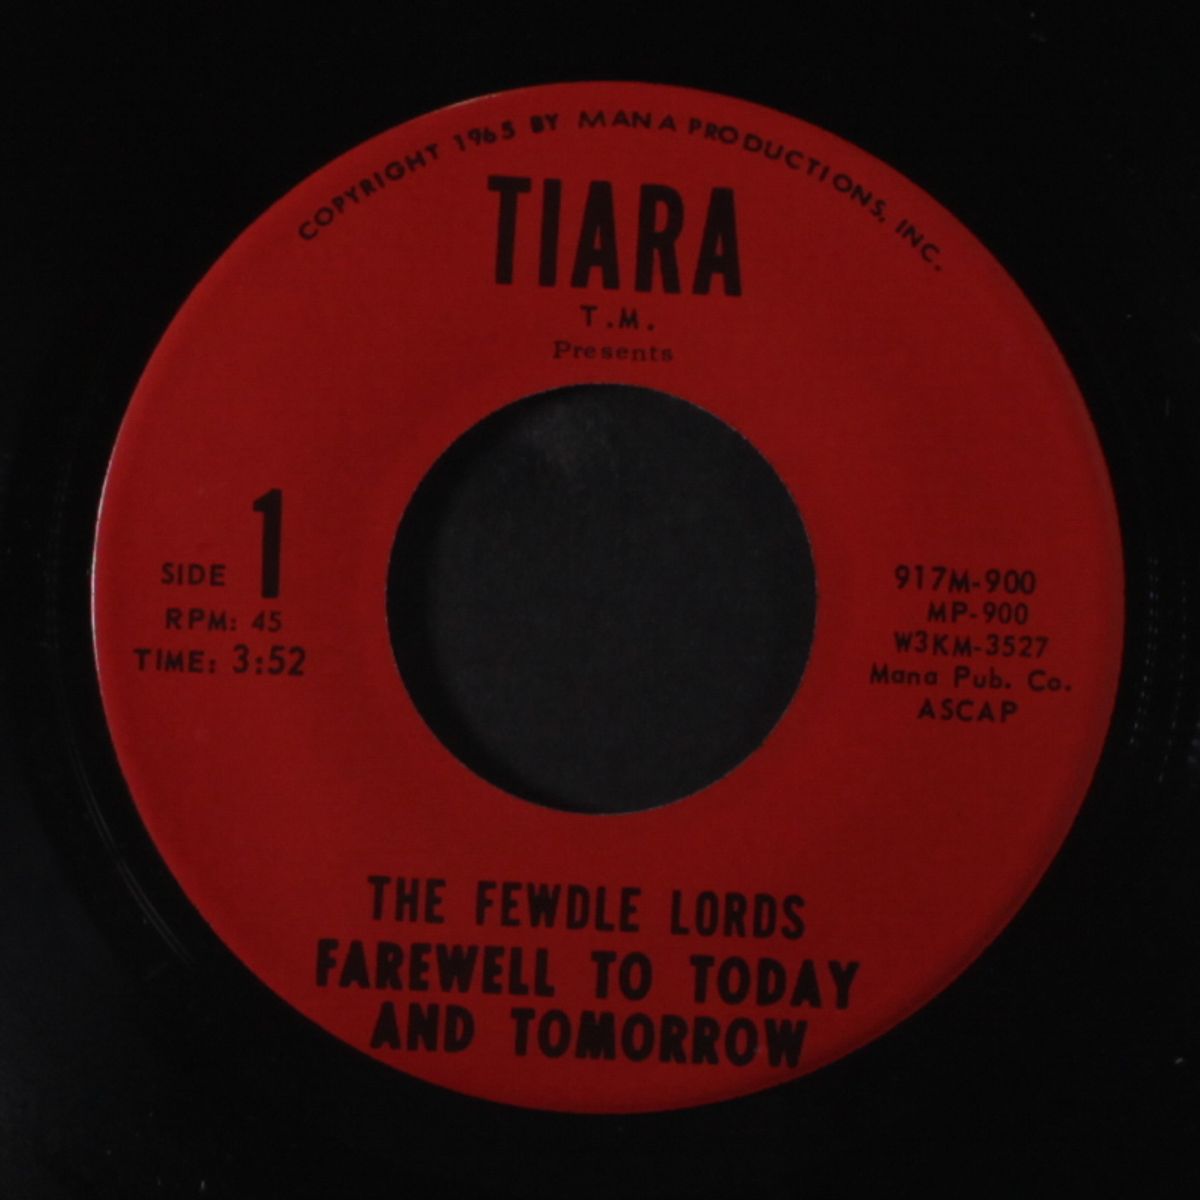 COPYRIGHT 1965 BY MANA PRODUCTIONS, INC.
TIARA
T.M.
Presents
SIDE 1
RPM: 45
TIME: 3:52
917M-900
MP-900
W3KM-3527
Mana Pub. Co.
ASCAP
THE FEWDLE LORDS
FAREWELL TO TODAY
AND TOMORROW